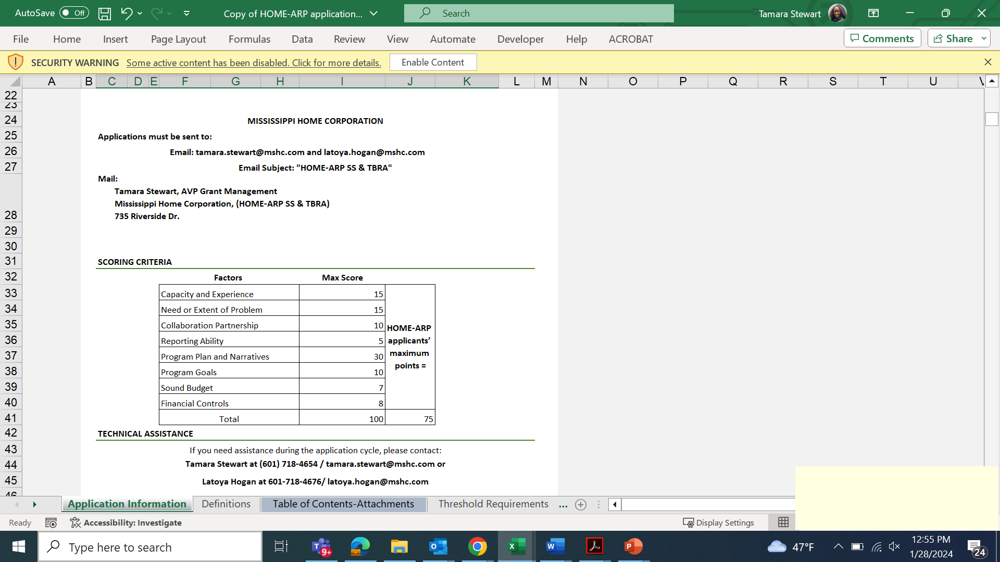 AutoSave Off Copy of HOME-ARP application... Search Tamara Stewart
File Home Insert Page Layout Formulas Data Review View Automate Developer Help ACROBAT Comments Share
! SECURITY WARNING Some active content has been disabled. Click for more details. Enable Content
A B C D E F G H I J K L M N O P Q R S T U
22
23
24 MISSISSIPPI HOME CORPORATION
25 Applications must be sent to:
26 Email: tamara.stewart@mshc.com and latoya.hogan@mshc.com
27 Email Subject: "HOME-ARP SS & TBRA"
Mail:
Tamara Stewart, AVP Grant Management
Mississippi Home Corporation, (HOME-ARP SS & TBRA)
28 735 Riverside Dr.
29
30
31 SCORING CRITERIA
32 Factors Max Score
33 Capacity and Experience 15
34 Need or Extent of Problem 15
35 Collaboration Partnership 10 HOME-ARP
36 Reporting Ability 5 applicants’
37 Program Plan and Narratives 30 maximum
38 Program Goals 10 points =
39 Sound Budget 7
40 Financial Controls 8
41 Total 100 75
42 TECHNICAL ASSISTANCE
43 If you need assistance during the application cycle, please contact:
44 Tamara Stewart at (601) 718-4654 / tamara.stewart@mshc.com or
45 Latoya Hogan at 601-718-4676/ latoya.hogan@mshc.com
Application Information Definitions Table of Contents-Attachments Threshold Requirements ...
Ready Accessibility: Investigate Display Settings
Type here to search 9+ 47°F 12:55 PM
1/28/2024 24